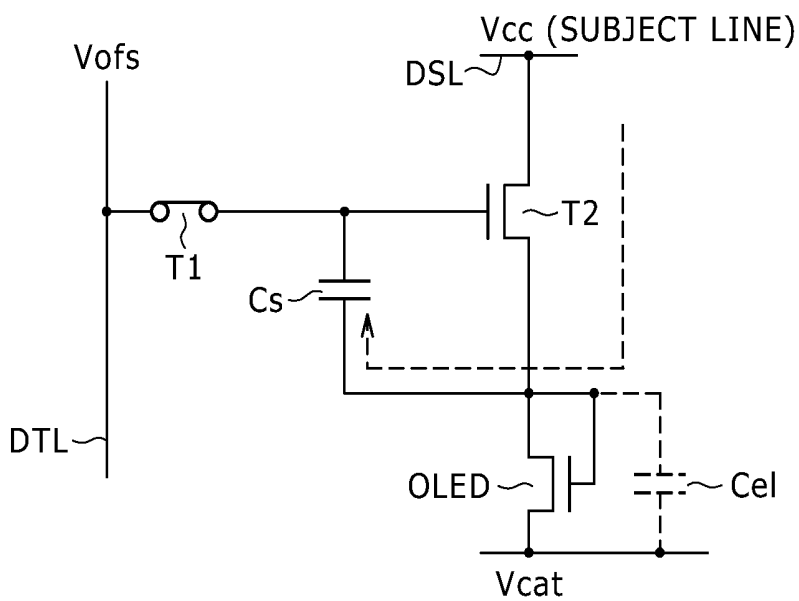 Vcc (SUBJECT LINE)
Vofs
DSL
T2
T1
Cs
DTL
OLED
Cel
Vcat